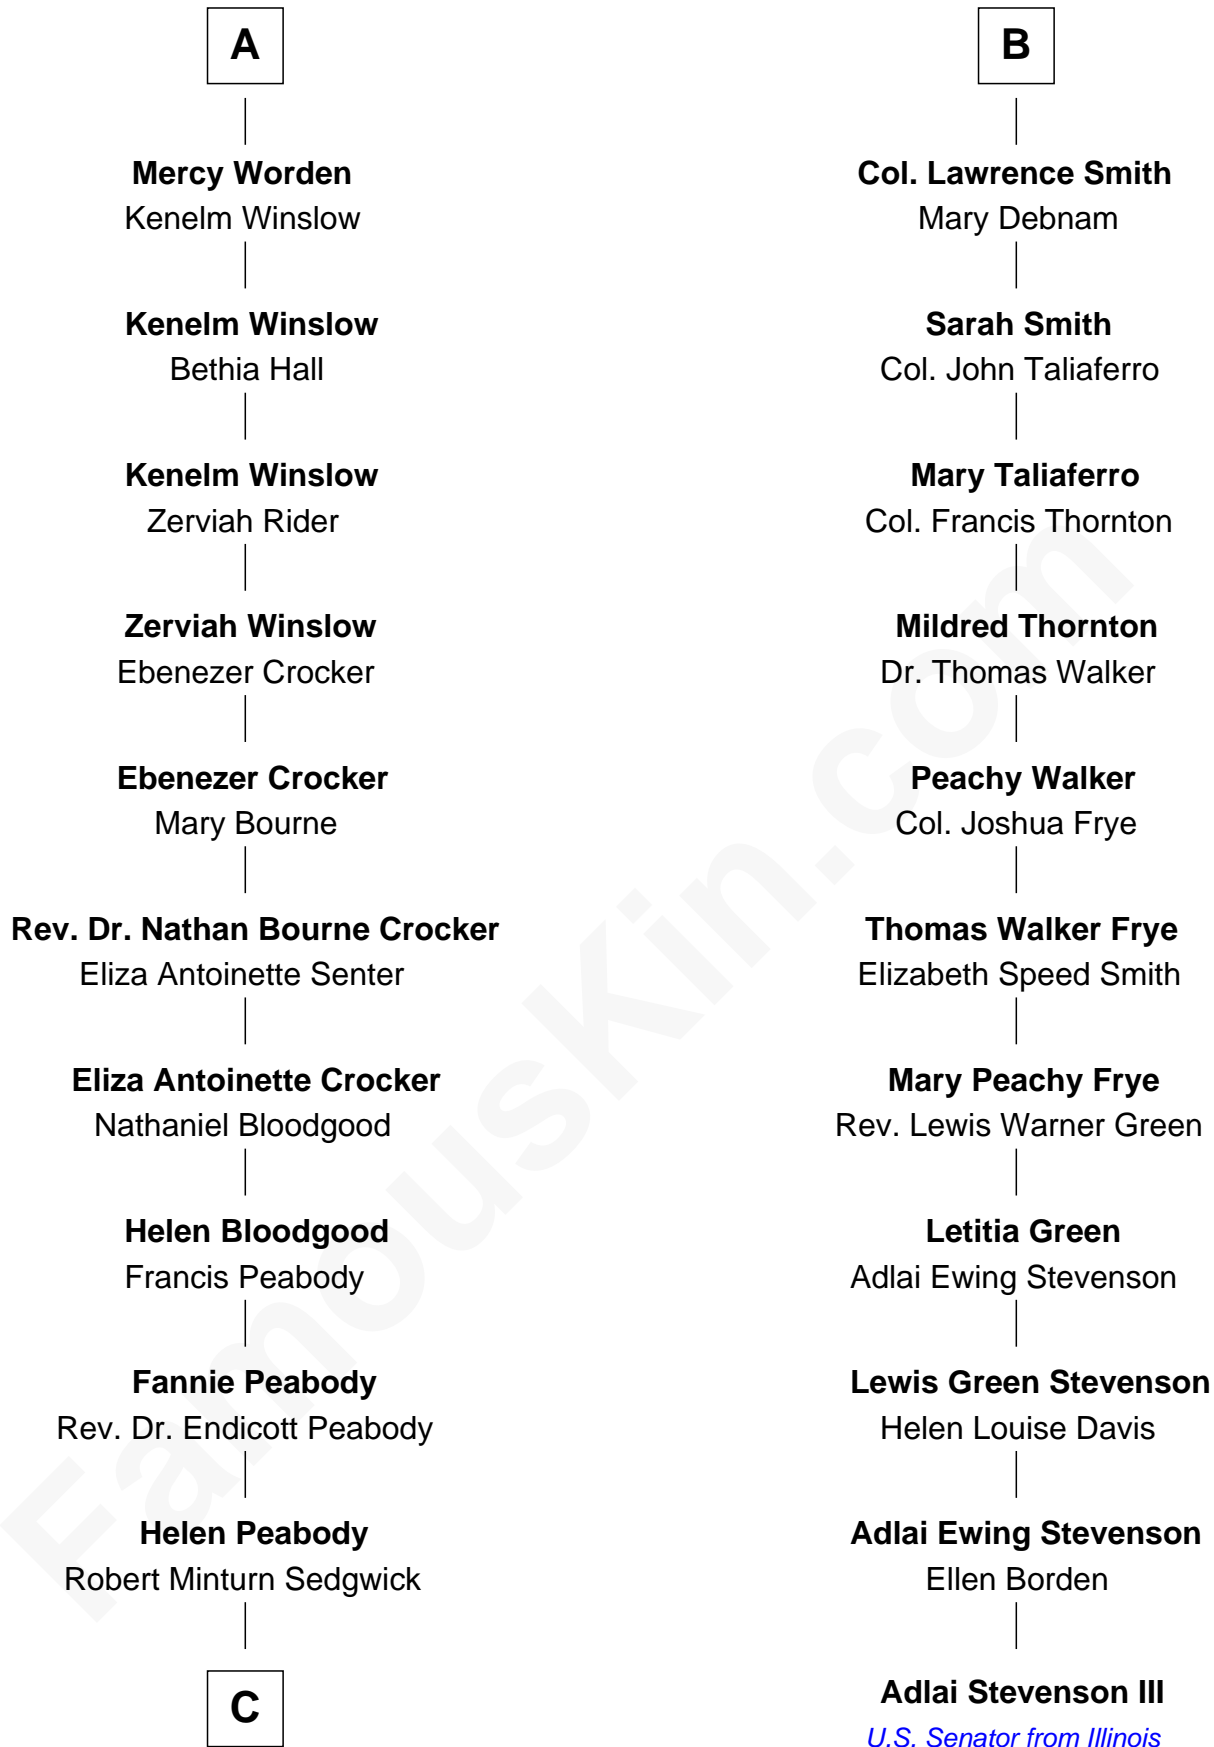 A
Mercy Worden
Kenelm Winslow
Kenelm Winslow
Bethia Hall
Kenelm Winslow
Zerviah Rider
Zerviah Winslow
Ebenezer Crocker
Ebenezer Crocker
Mary Bourne
Rev. Dr. Nathan Bourne Crocker
Eliza Antoinette Senter
Eliza Antoinette Crocker
Nathaniel Bloodgood
Helen Bloodgood
Francis Peabody
Fannie Peabody
Rev. Dr. Endicott Peabody
Helen Peabody
Robert Minturn Sedgwick
C
B
Col. Lawrence Smith
Mary Debnam
Sarah Smith
Col. John Taliaferro
Mary Taliaferro
Col. Francis Thornton
Mildred Thornton
Dr. Thomas Walker
Peachy Walker
Col. Joshua Frye
Thomas Walker Frye
Elizabeth Speed Smith
Mary Peachy Frye
Rev. Lewis Warner Green
Letitia Green
Adlai Ewing Stevenson
Lewis Green Stevenson
Helen Louise Davis
Adlai Ewing Stevenson
Ellen Borden
Adlai Stevenson III
U.S. Senator from Illinois
FamousKin.com